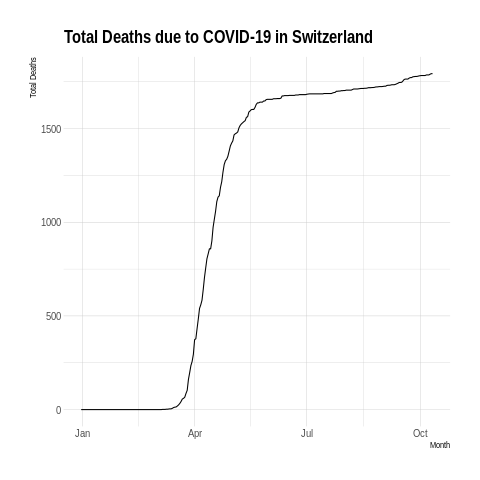 Total Deaths due to COVID-19 in Switzerland
Total Deaths
1500
1000
500
0
Jan Apr Jul Oct
Month